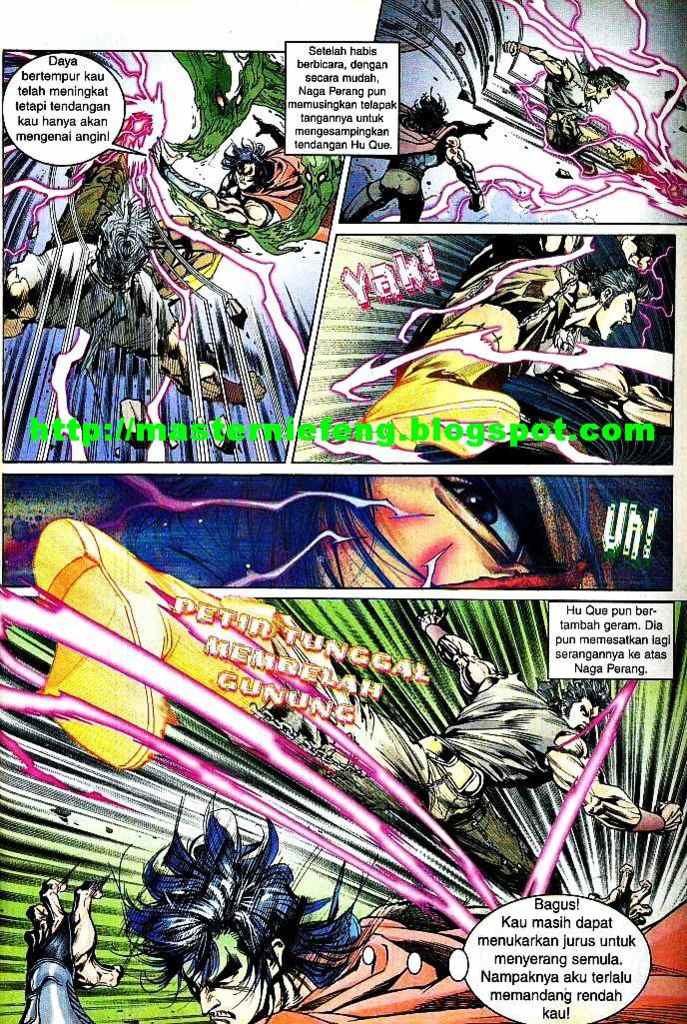 Daya
bertempur kau
telah meningkat
tetapi tendangan
kau hanya akan
mengenai angin!
Setelah habis
berbicara, dengan
secara mudah,
Naga Perang pun
memusingkan telapak
tangannya untuk
mengesampingkan
tendangan Hu Que.
Yak!
http://masterniefeng.blogspot.com
Uh!
PETIR TUNGGAL
MEMBELAH
GUNUNG
Hu Que pun ber-
tambah geram. Dia
pun memesatkan lagi
serangannya ke atas
Naga Perang.
Bagus!
Kau masih dapat
menukarkan jurus untuk
menyerang semula.
Nampaknya aku terlalu
memandang rendah
kau!